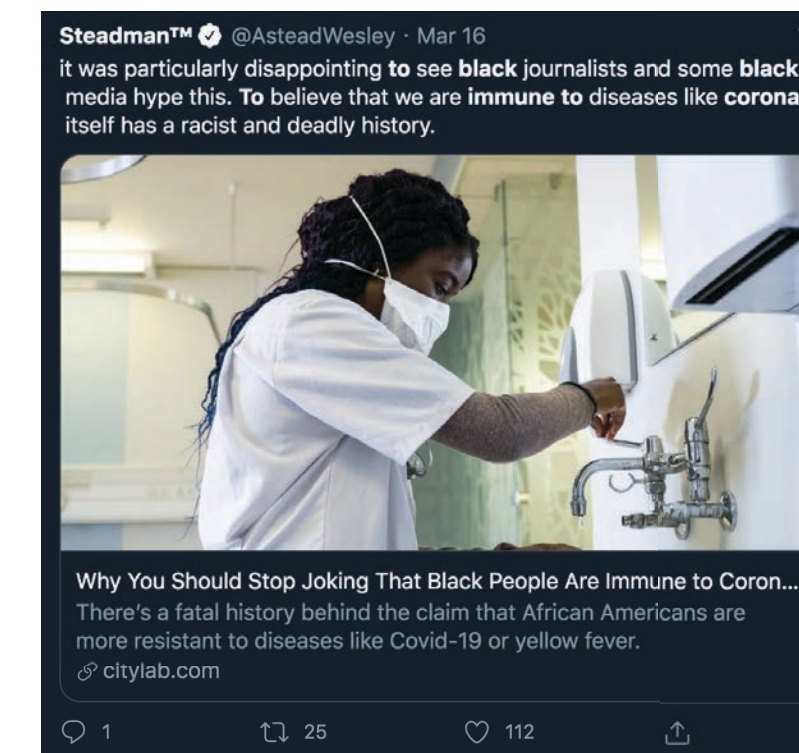 Steadman™ @AsteadWesley · Mar 16
it was particularly disappointing to see black journalists and some black
media hype this. To believe that we are immune to diseases like corona
itself has a racist and deadly history.
Why You Should Stop Joking That Black People Are Immune to Coron...
There's a fatal history behind the claim that African Americans are
more resistant to diseases like Covid-19 or yellow fever.
citylab.com
1 25 112